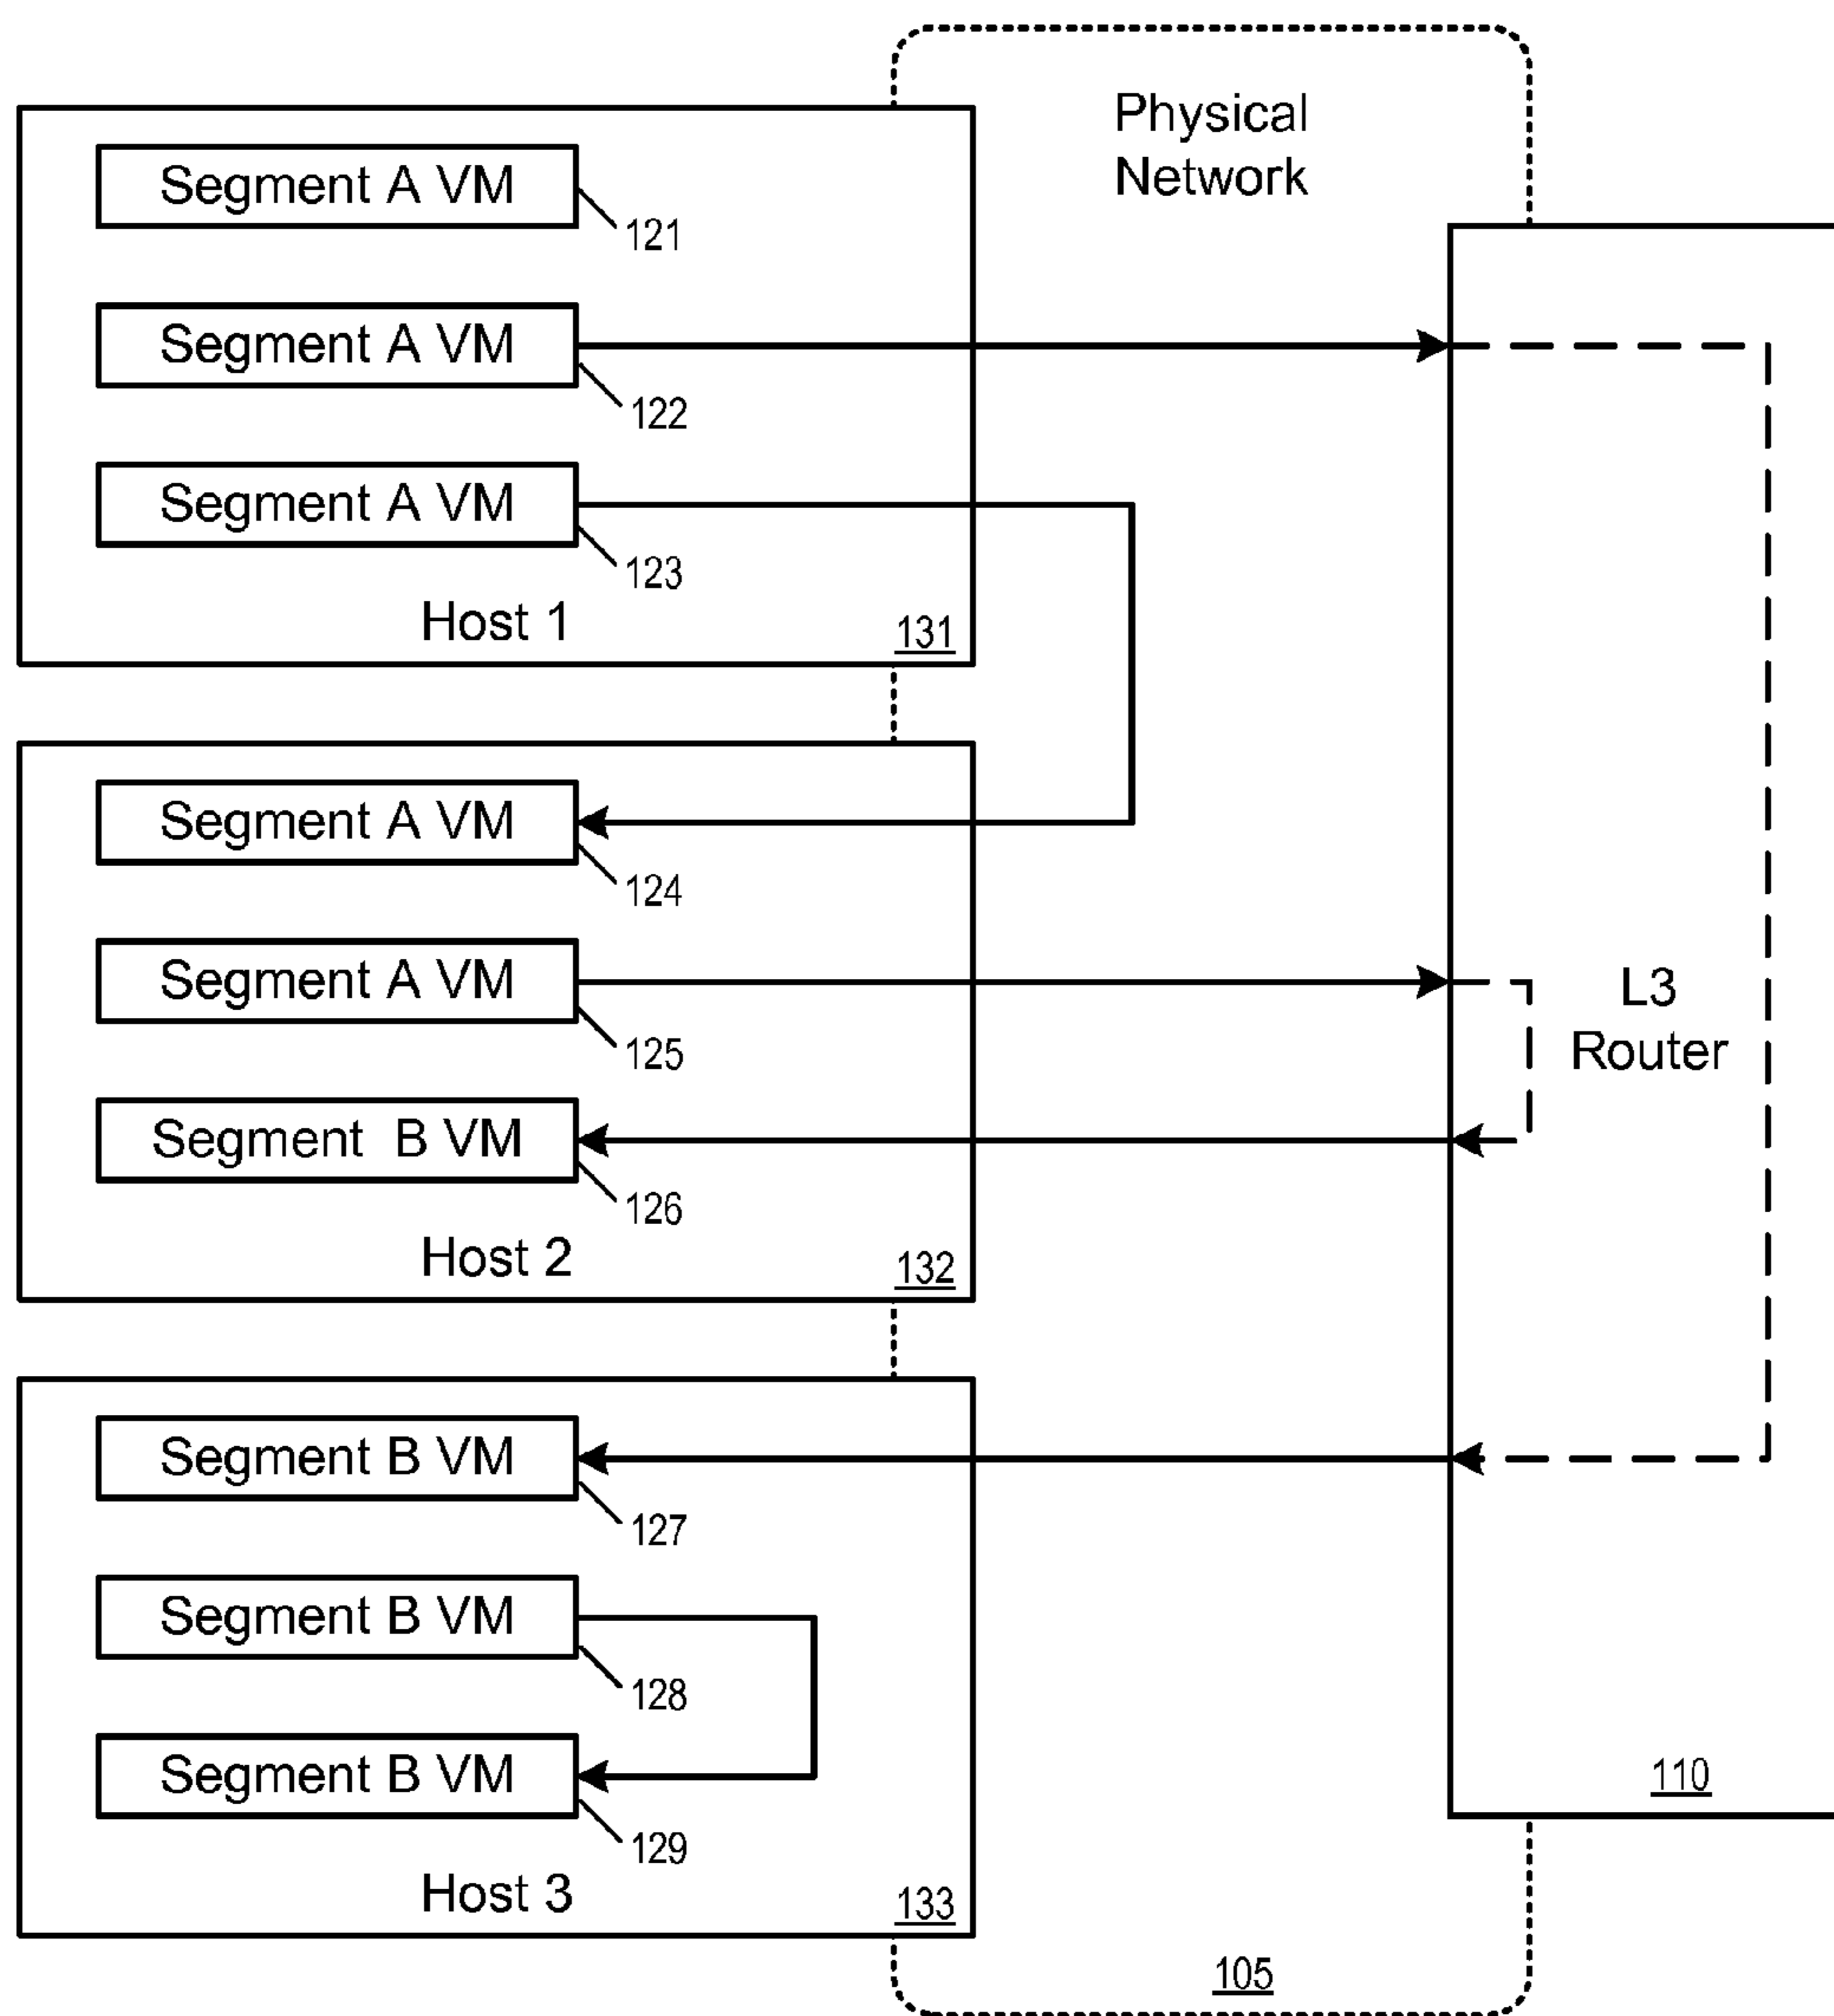 Physical
Network
Segment A VM
121
Segment A VM
122
Segment A VM
123
Host 1
131
Segment A VM
124
Segment A VM
125
L3
Router
Segment B VM
126
Host 2
132
Segment B VM
127
Segment B VM
128
Segment B VM
129
110
Host 3
133
105